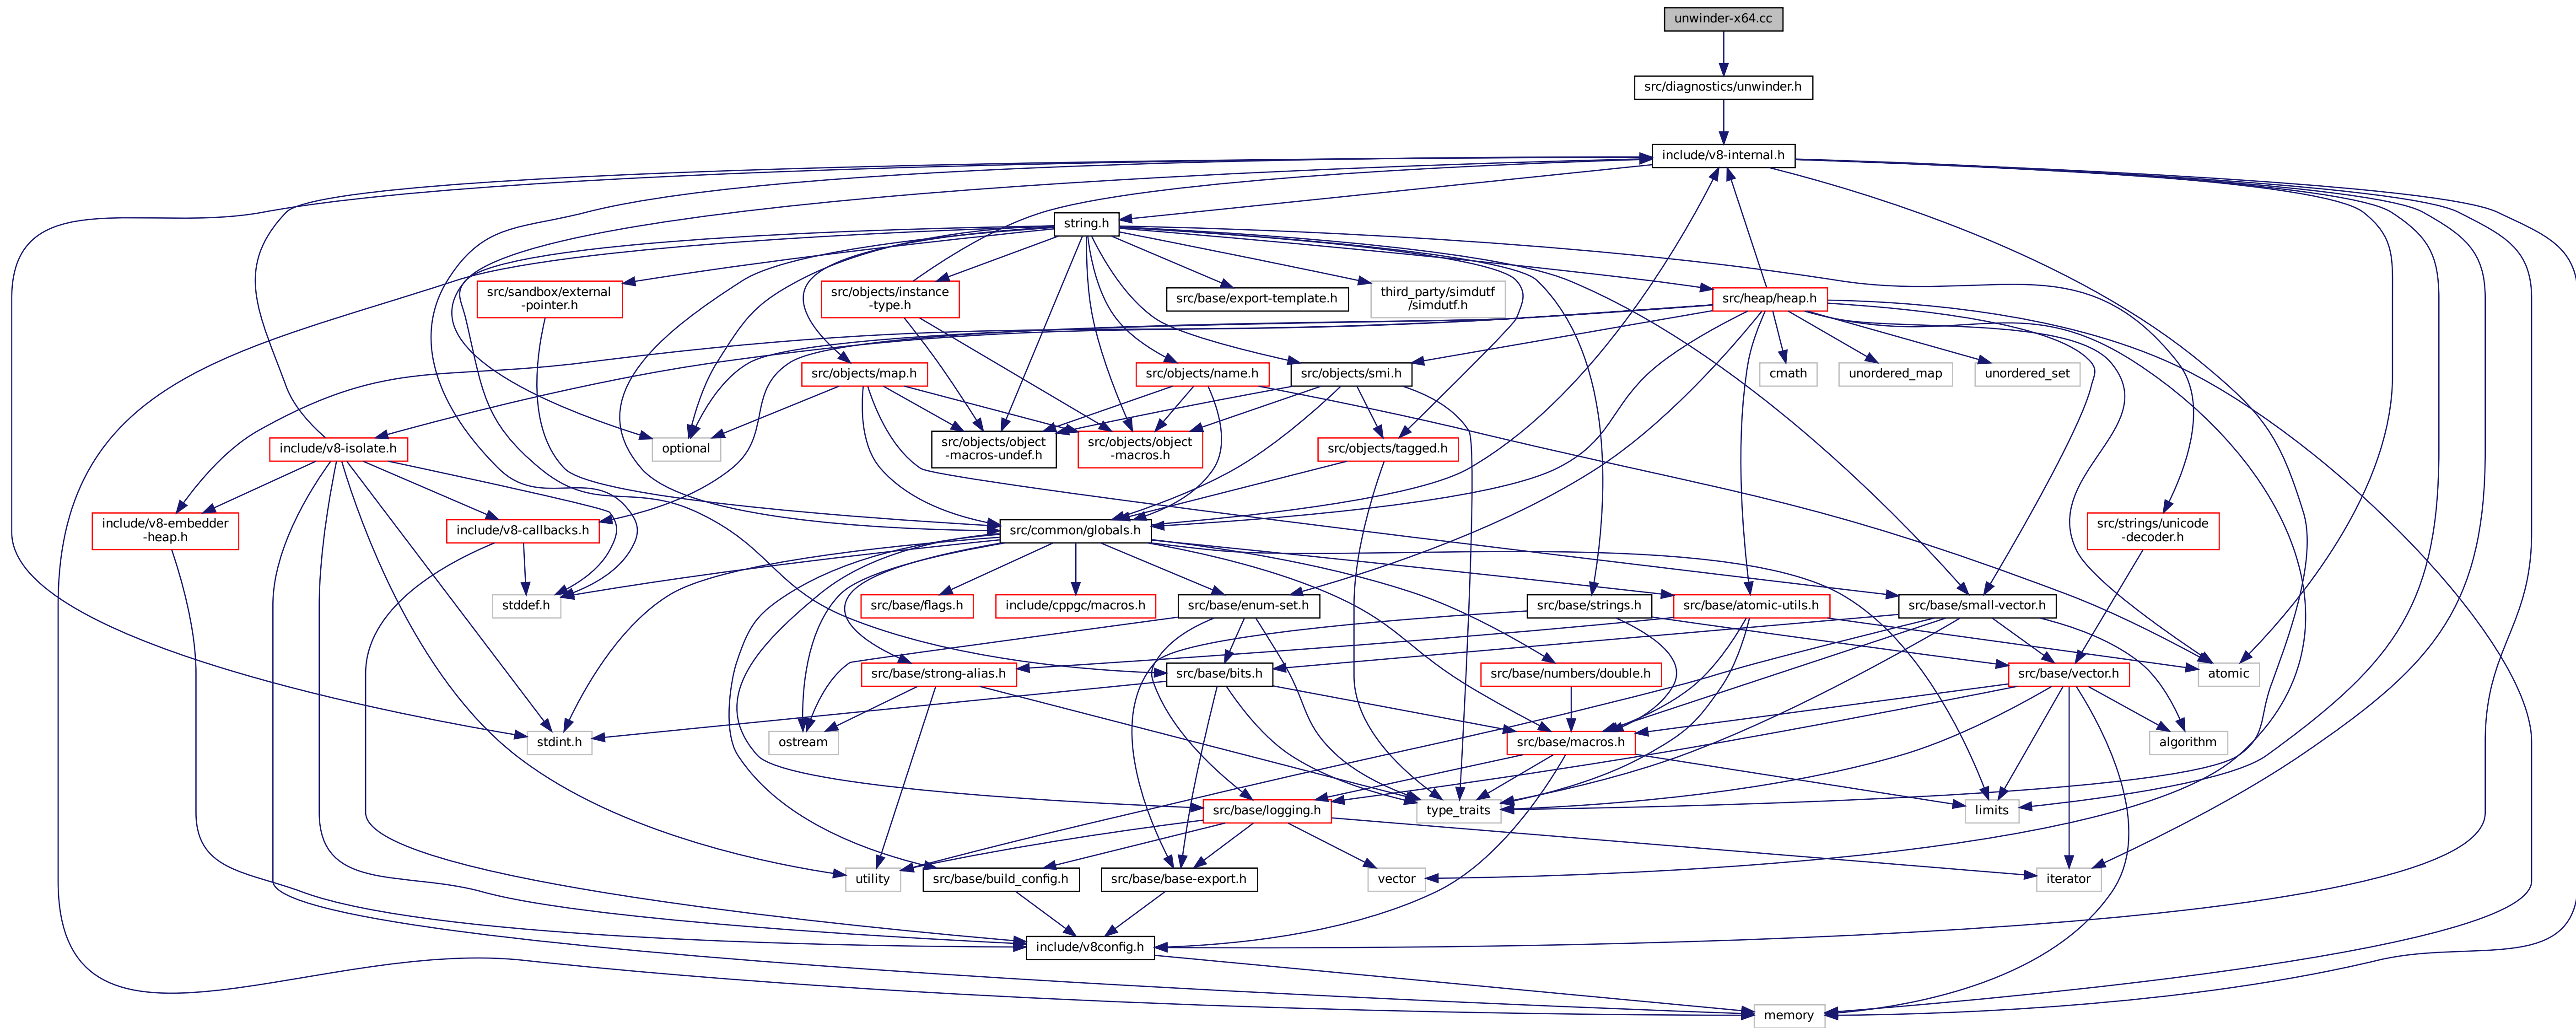 unwinder-x64.cc
src/diagnostics/unwinder.h
include/v8-internal.h
string.h
src/sandbox/external
-pointer.h
src/objects/instance
-type.h
src/base/export-template.h
third_party/simdutf
/simdutf.h
src/heap/heap.h
src/objects/map.h
src/objects/name.h
src/objects/smi.h
cmath
unordered_map
unordered_set
include/v8-isolate.h
optional
src/objects/object
-macros-undef.h
src/objects/object
-macros.h
src/objects/tagged.h
include/v8-embedder
-heap.h
include/v8-callbacks.h
src/common/globals.h
src/strings/unicode
-decoder.h
stddef.h
src/base/flags.h
include/cppgc/macros.h
src/base/enum-set.h
src/base/strings.h
src/base/atomic-utils.h
src/base/small-vector.h
src/base/strong-alias.h
src/base/bits.h
src/base/numbers/double.h
src/base/vector.h
atomic
stdint.h
ostream
src/base/macros.h
algorithm
src/base/logging.h
type_traits
limits
utility
src/base/build_config.h
src/base/base-export.h
vector
iterator
include/v8config.h
memory